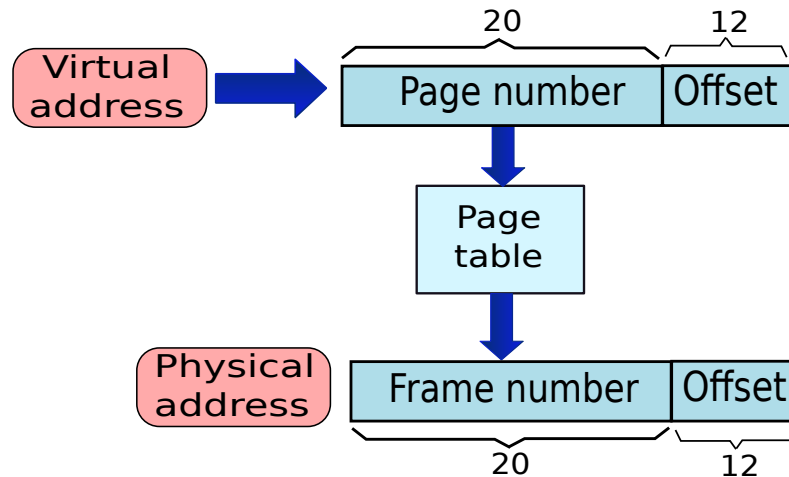 20
12
Virtual
address
Page number
Offset
Page
table
Physical
address
Frame number
Offset
20
12